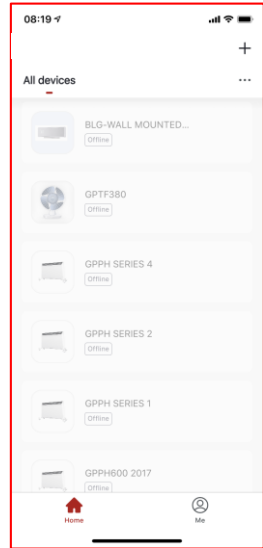 08:19
+
All devices
...
BLG-WALL MOUNTED...
Offline
GPTF380
Offline
GPPH SERIES 4
Offline
GPPH SERIES 2
Offline
GPPH SERIES 1
Offline
GPPH600 2017
Offline
Home
Me